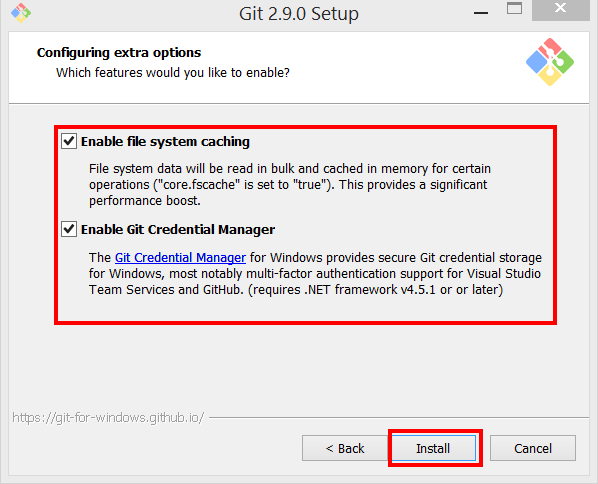 Git 2.9.0 Setup
Configuring extra options
Which features would you like to enable?
Enable file system caching
File system data will be read in bulk and cached in memory for certain
operations ("core.fscache" is set to "true"). This provides a significant
performance boost.
Enable Git Credential Manager
The Git Credential Manager for Windows provides secure Git credential storage
for Windows, most notably multi-factor authentication support for Visual Studio
Team Services and GitHub. (requires .NET framework v4.5.1 or or later)
https://git-for-windows.github.io/
< Back
Install
Cancel